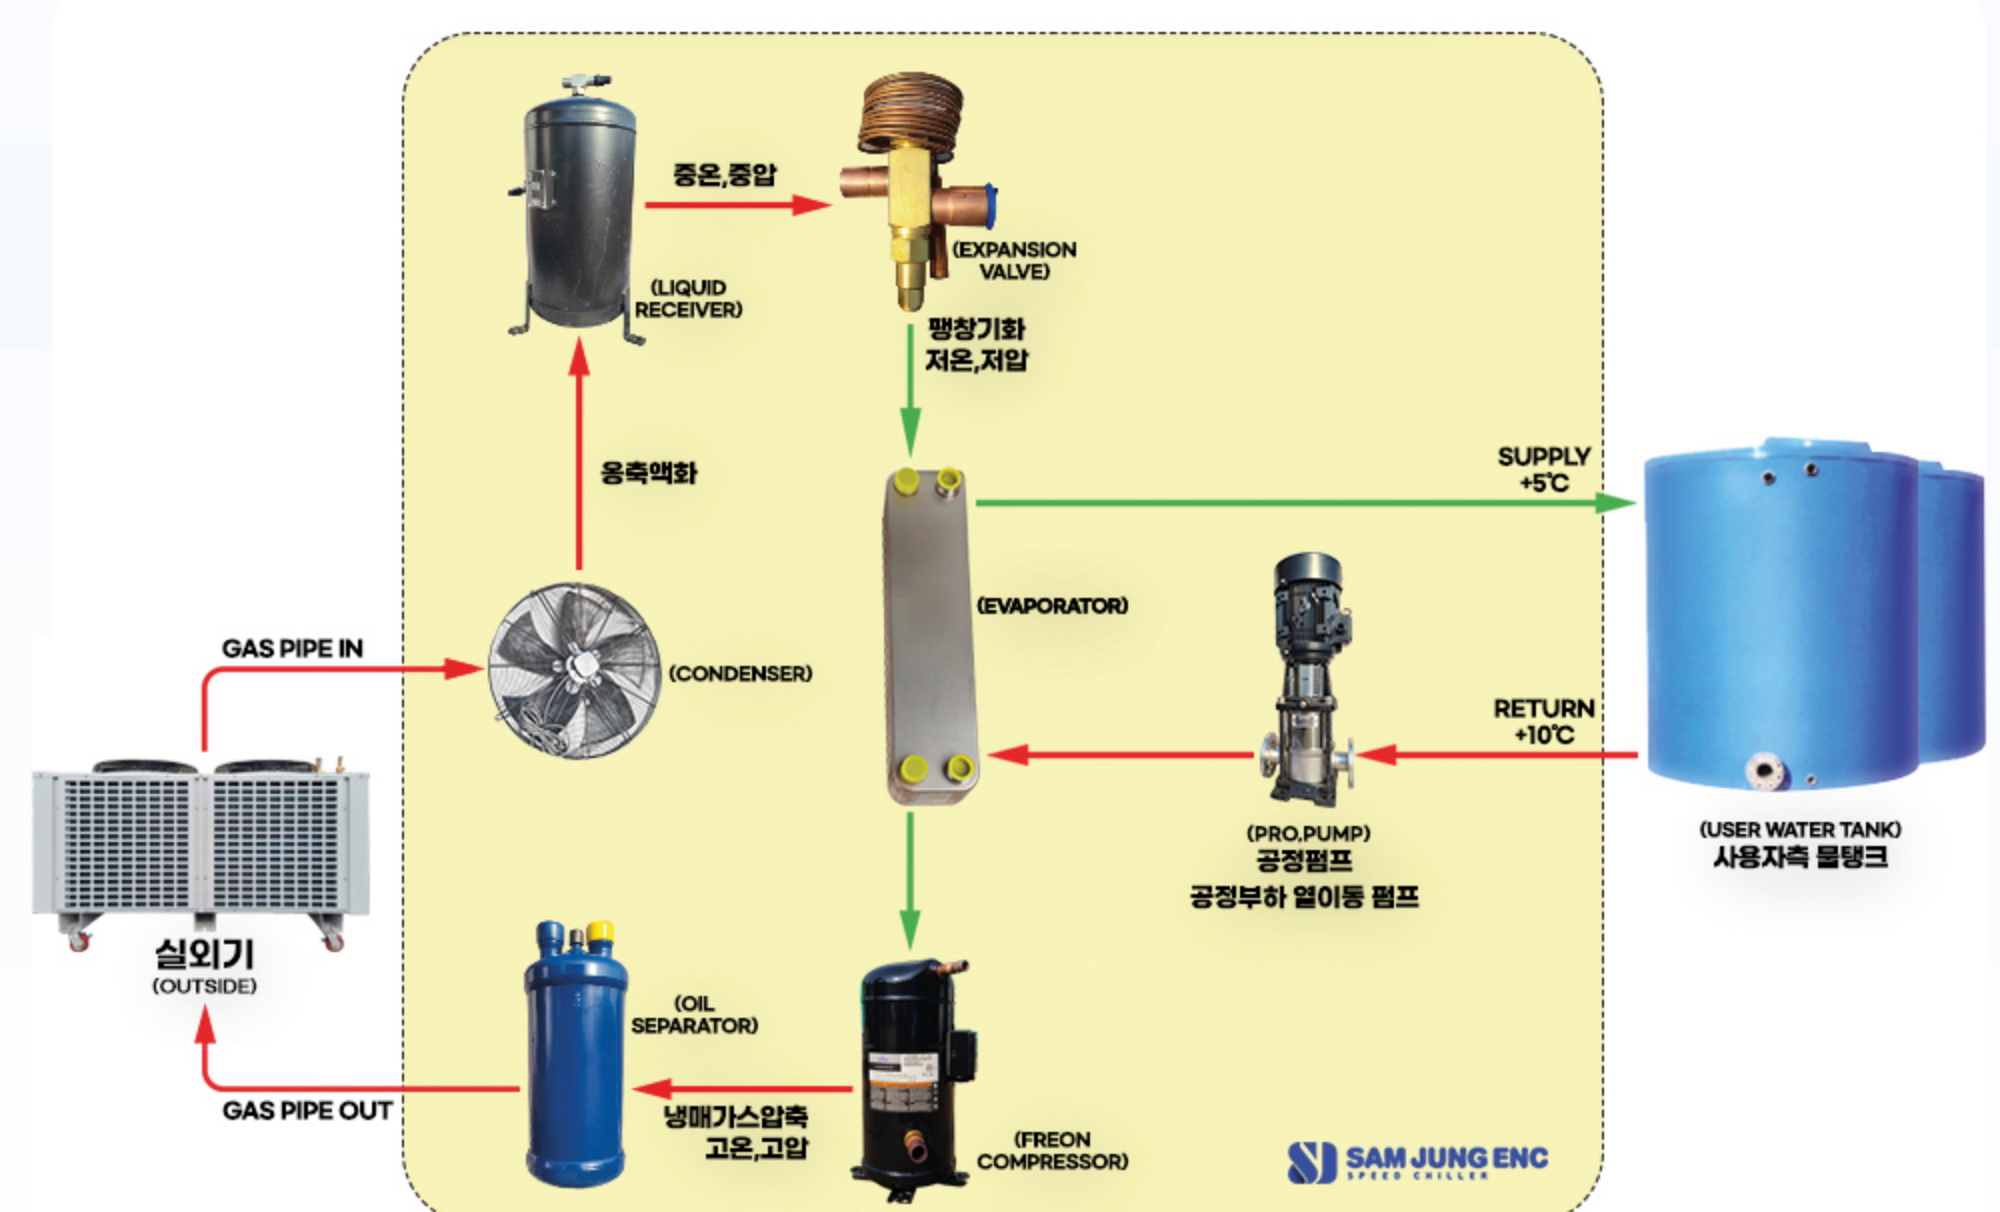 중온,중압
(EXPANSION
VALVE)
(LIQUID
RECEIVER)
팽창기화
저온,저압
응축액화
SUPPLY
+5℃
(EVAPORATOR)
GAS PIPE IN
(CONDENSER)
RETURN
+10℃
(PRO.PUMP)
공정펌프
공정부하 열이동 펌프
(USER WATER TANK)
사용자측 물탱크
실외기
(OUTSIDE)
(OIL
SEPARATOR)
GAS PIPE OUT
냉매가스압축
고온,고압
(FREON
COMPRESSOR)
SAM JUNG ENC
SPEED CHILLER